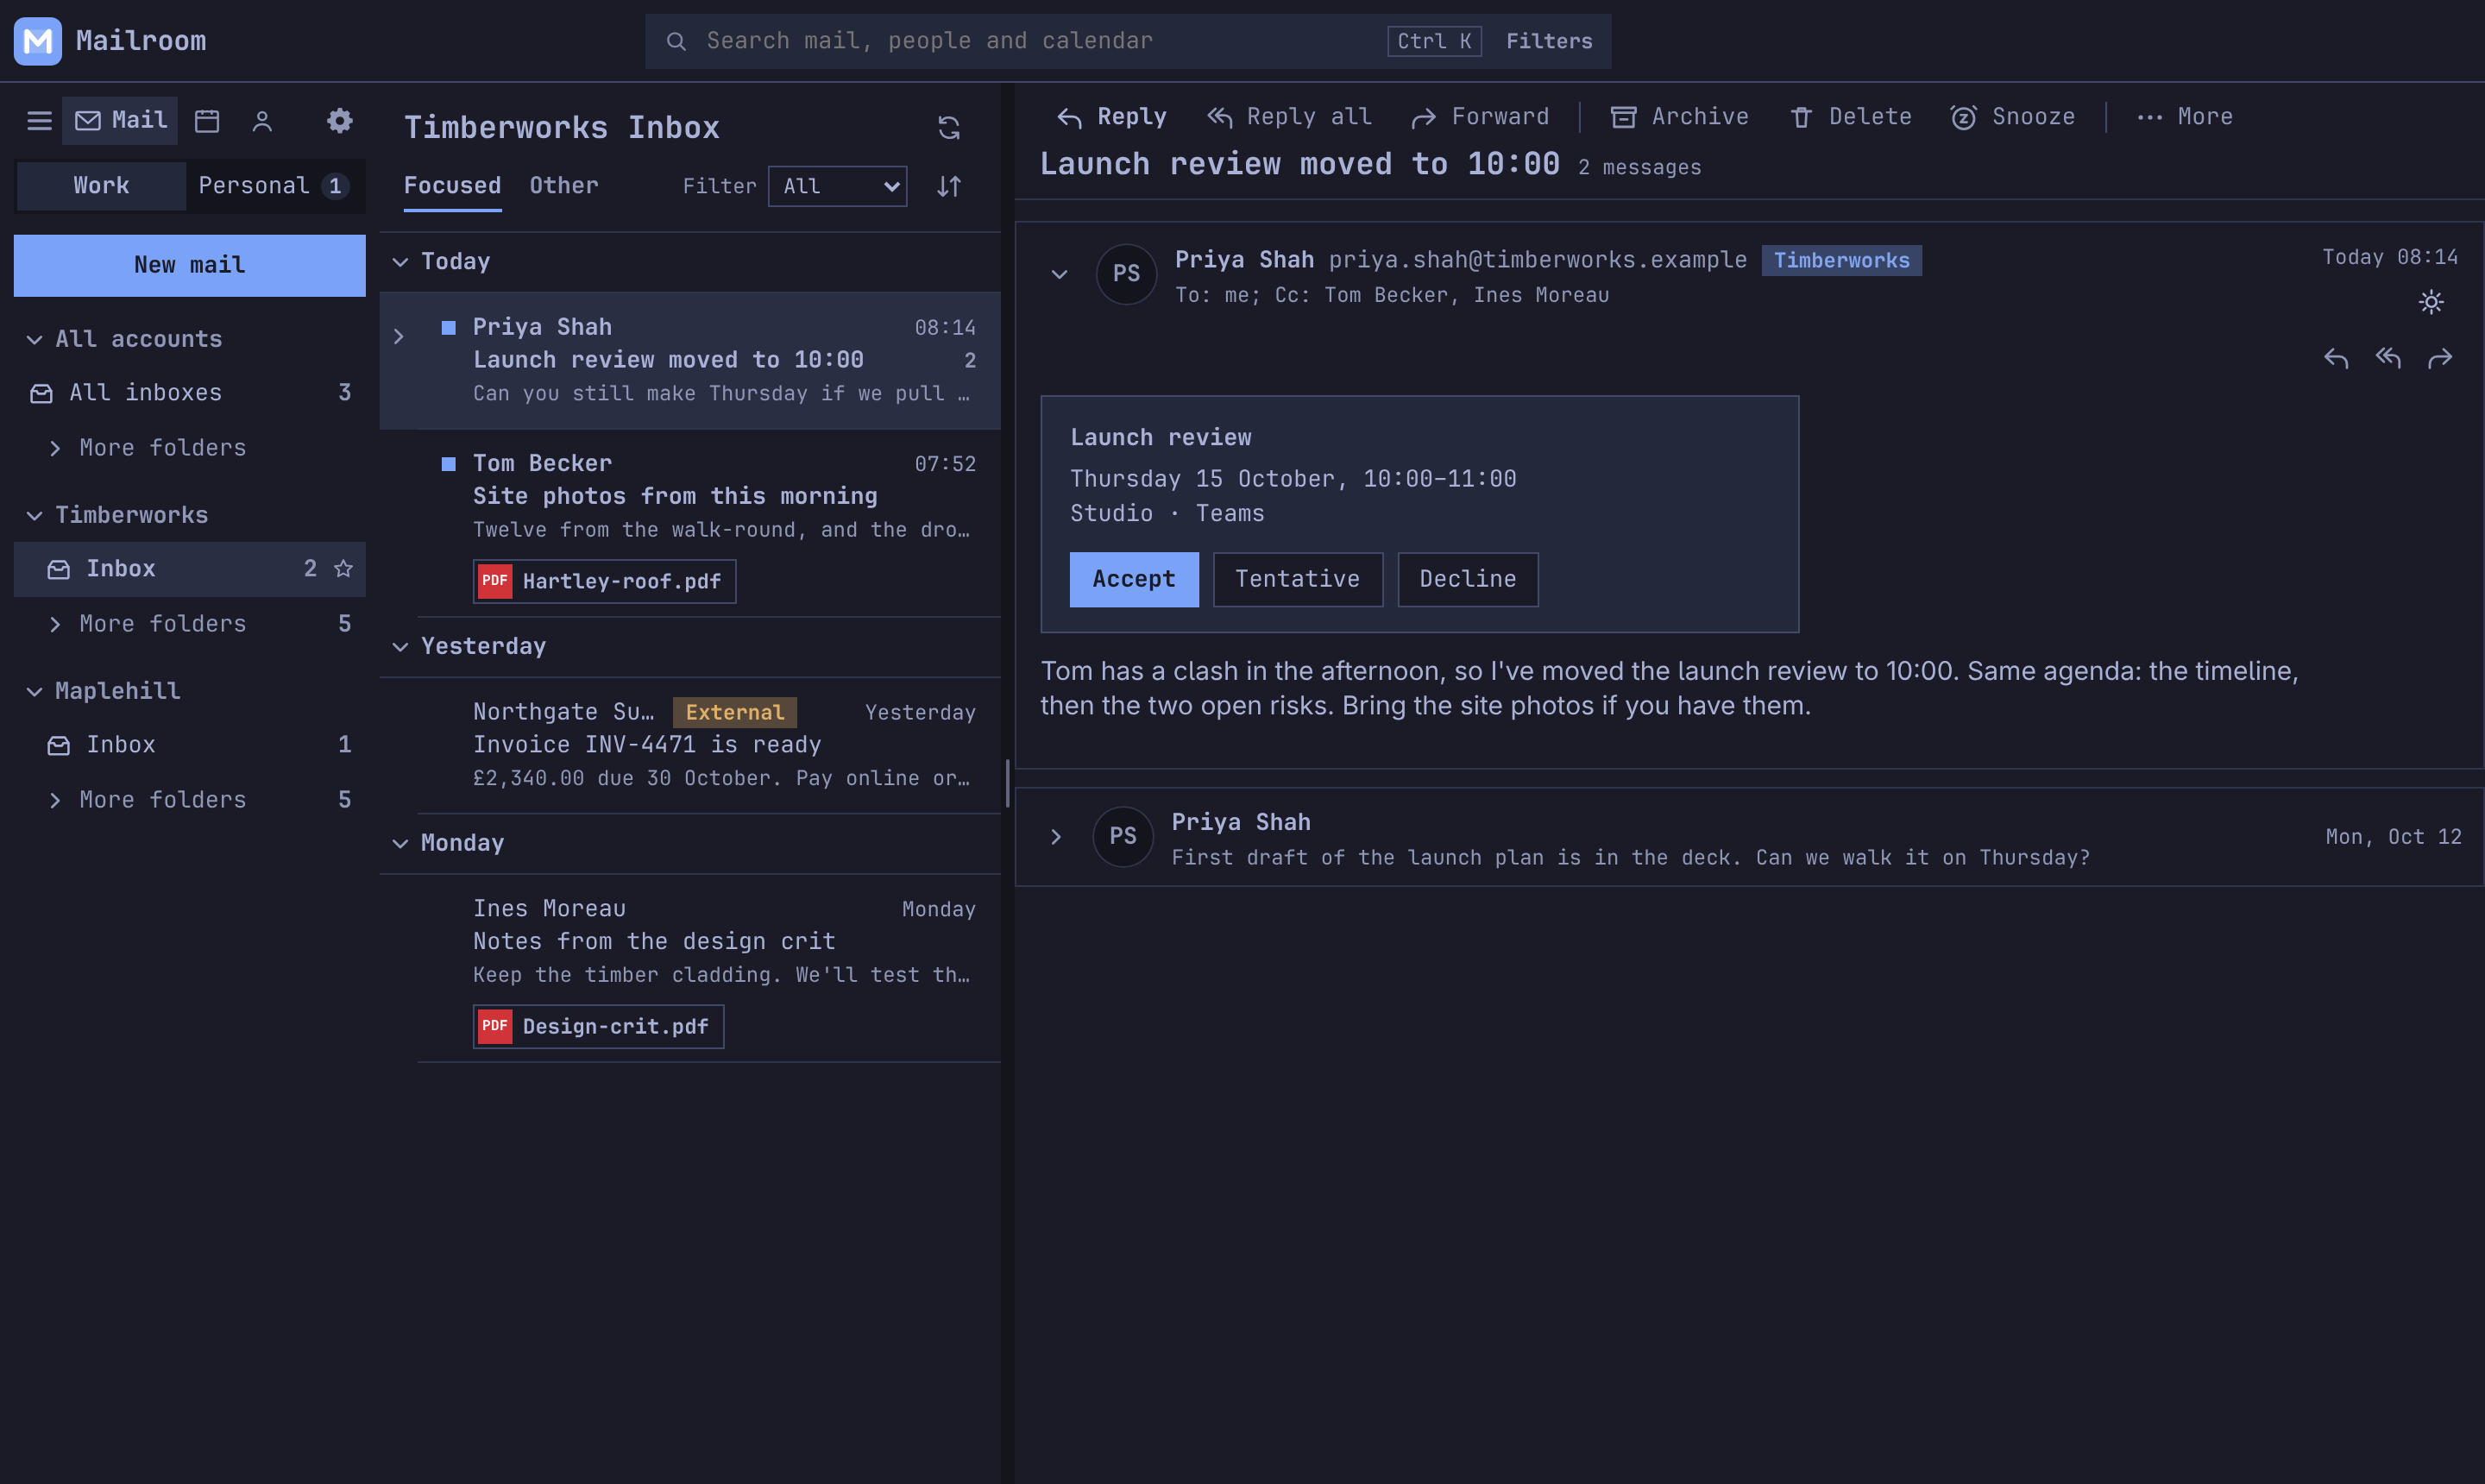 Mailroom
Search mail, people and calendar
Ctrl K
Filters
Mail
Work
Personal 1
New mail
All accounts
All inboxes 3
More folders
Timberworks
Inbox 2
More folders 5
Maplehill
Inbox 1
More folders 5
Timberworks Inbox
Focused
Other
Filter
All
Today
Priya Shah 08:14
Launch review moved to 10:00 2
Can you still make Thursday if we pull …
Tom Becker 07:52
Site photos from this morning
Twelve from the walk-round, and the dro…
PDF Hartley-roof.pdf
Yesterday
Northgate Su… External Yesterday
Invoice INV-4471 is ready
£2,340.00 due 30 October. Pay online or…
Monday
Ines Moreau Monday
Notes from the design crit
Keep the timber cladding. We'll test th…
PDF Design-crit.pdf
Reply
Reply all
Forward
Archive
Delete
Snooze
More
Launch review moved to 10:00 2 messages
PS
Priya Shah priya.shah@timberworks.example Timberworks
Today 08:14
To: me; Cc: Tom Becker, Ines Moreau
Launch review
Thursday 15 October, 10:00–11:00
Studio · Teams
Accept
Tentative
Decline
Tom has a clash in the afternoon, so I've moved the launch review to 10:00. Same agenda: the timeline,
then the two open risks. Bring the site photos if you have them.
PS
Priya Shah
Mon, Oct 12
First draft of the launch plan is in the deck. Can we walk it on Thursday?